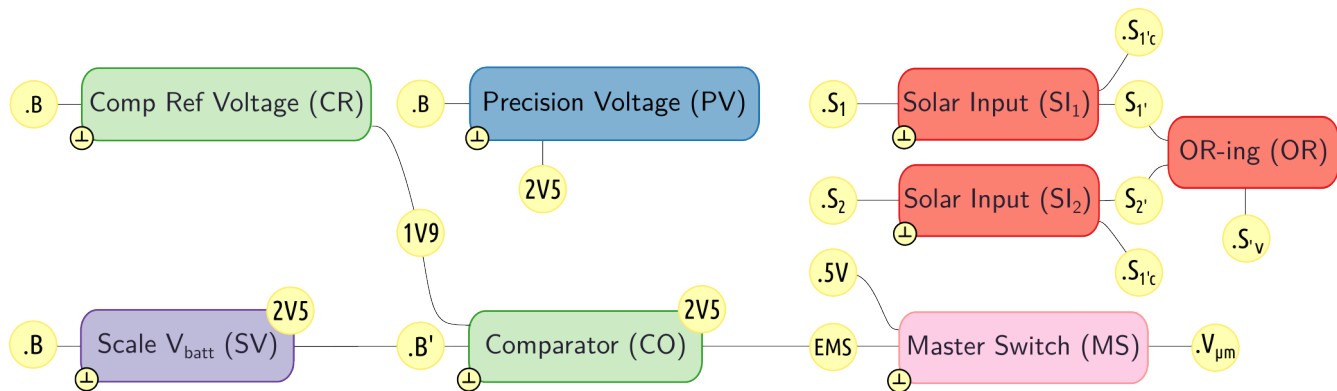 .S₁'c
.B
Comp Ref Voltage (CR)
⊥
.B
Precision Voltage (PV)
⊥
.S₁
Solar Input (SI₁)
⊥
S₁'
OR-ing (OR)
2V5
.S₂
Solar Input (SI₂)
⊥
S₂'
1V9
.S'v
.5V
.S₁'c
.B
Scale V_batt (SV)
2V5
⊥
.B'
Comparator (CO)
2V5
⊥
EMS
Master Switch (MS)
⊥
.Vµm